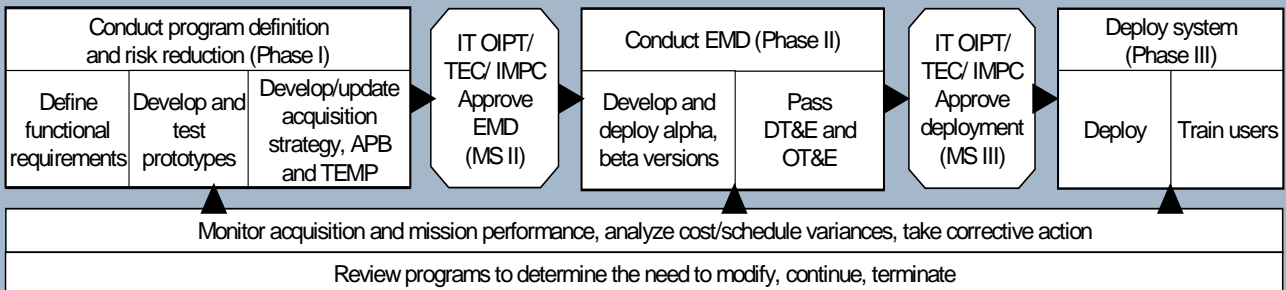 Conduct program definition
and risk reduction (Phase I)
Define
functional
requirements
Develop and
test
prototypes
Develop/update
acquisition
strategy, APB
and TEMP
IT OIPT/
TEC/ IMPC
Approve
EMD
(MS II)
Conduct EMD (Phase II)
Develop and
deploy alpha,
beta versions
Pass
DT&E and
OT&E
IT OIPT/
TEC/ IMPC
Approve
deployment
(MS III)
Deploy system
(Phase III)
Deploy
Train users
Monitor acquisition and mission performance, analyze cost/schedule variances, take corrective action
Review programs to determine the need to modify, continue, terminate